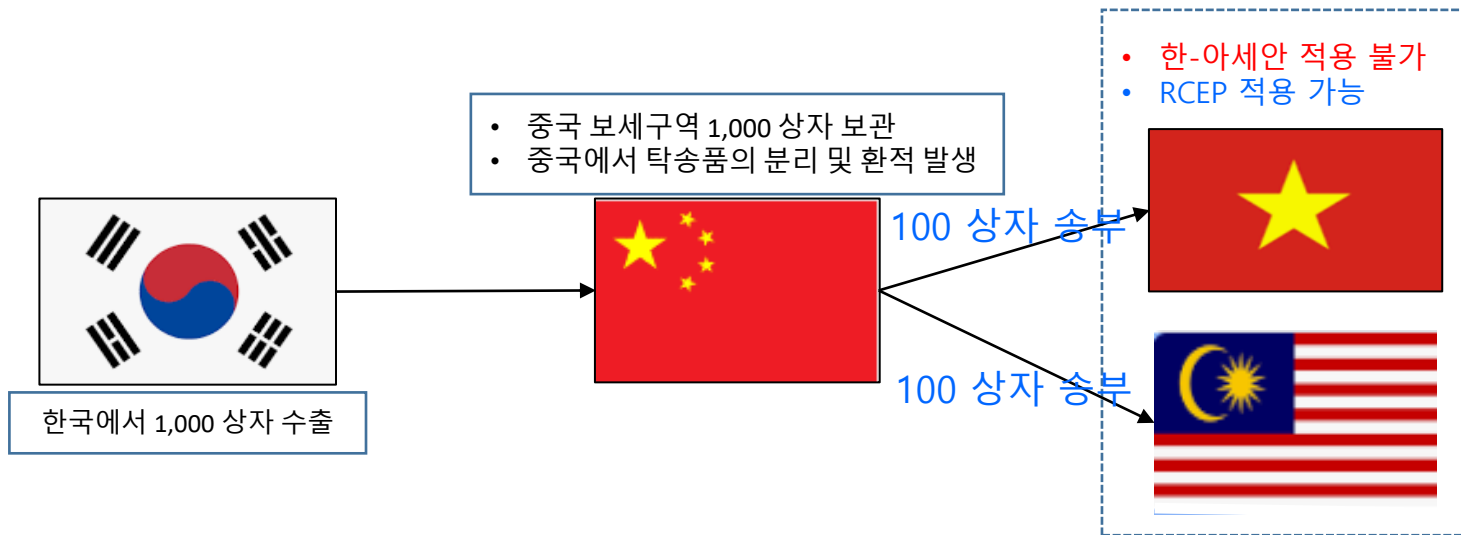 • 한-아세안 적용 불가
• RCEP 적용 가능
• 중국 보세구역 1,000 상자 보관
• 중국에서 탁송품의 분리 및 환적 발생
100 상자 송부
100 상자 송부
한국에서 1,000 상자 수출